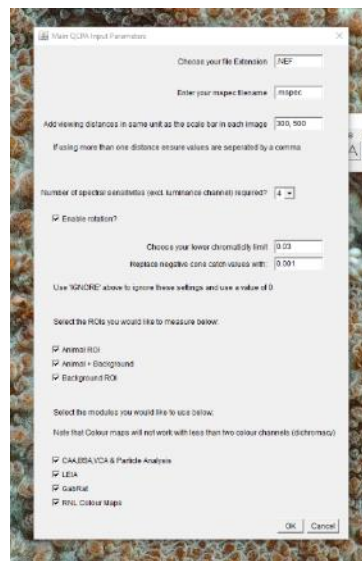 Main QCPA Input Parameters
Choose your file Extension .NEF
Enter your mspec filename .mspec
Add viewing distances in same unit as the scale bar in each image 300, 500
If using more than one distance ensure values are seperated by a comma
Number of spectral sensitivities (excl. luminance channel) required? 4
Enable rotation?
Choose your lower chromaticity limit 0.03
Replace negative cone catch values with: 0.001
Use 'IGNORE' above to ignore these settings and use a value of 0
Select the ROIs you would like to measure below:
Animal ROI
Animal + Background
Background ROI
Select the modules you would like to use below:
Note that Colour maps will not work with less than two colour channels (dichromacy)
CAA,BSA,VCA & Particle Analysis
LEIA
GabRat
RNL Colour Maps
OK Cancel